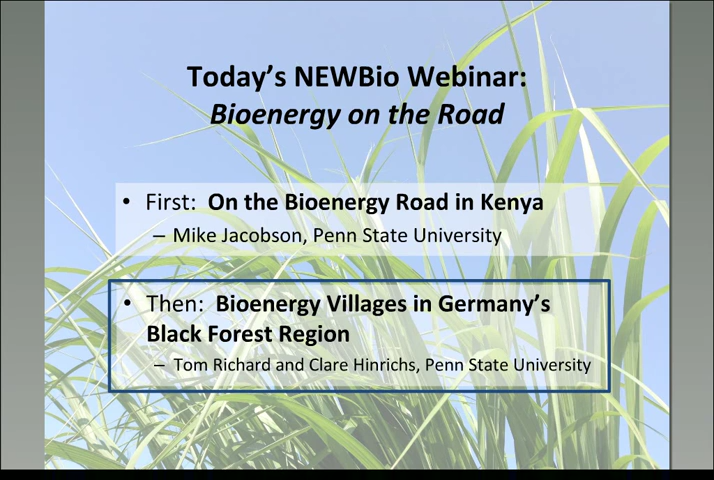 Today’s NEWBio Webinar:
Bioenergy on the Road
• First: On the Bioenergy Road in Kenya
– Mike Jacobson, Penn State University
• Then: Bioenergy Villages in Germany’s
Black Forest Region
– Tom Richard and Clare Hinrichs, Penn State University